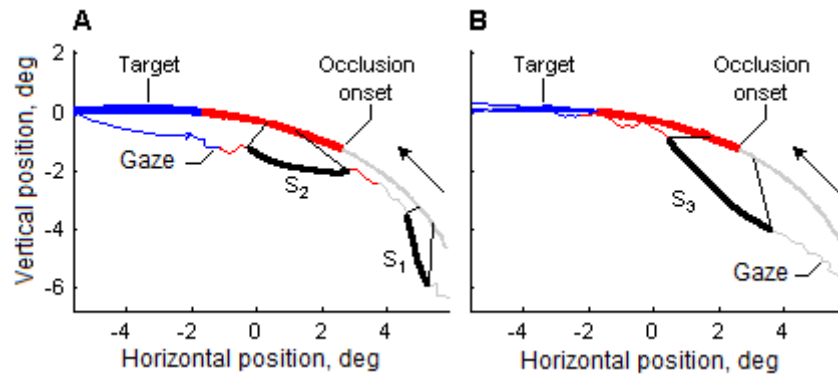 A
B
Target
Occlusion
onset
Target
Occlusion
onset
Gaze
S2
S1
S3
Gaze
Vertical position, deg
2
0
-2
-4
-6
-4
-2
0
2
4
-4
-2
0
2
4
Horizontal position, deg
Horizontal position, deg